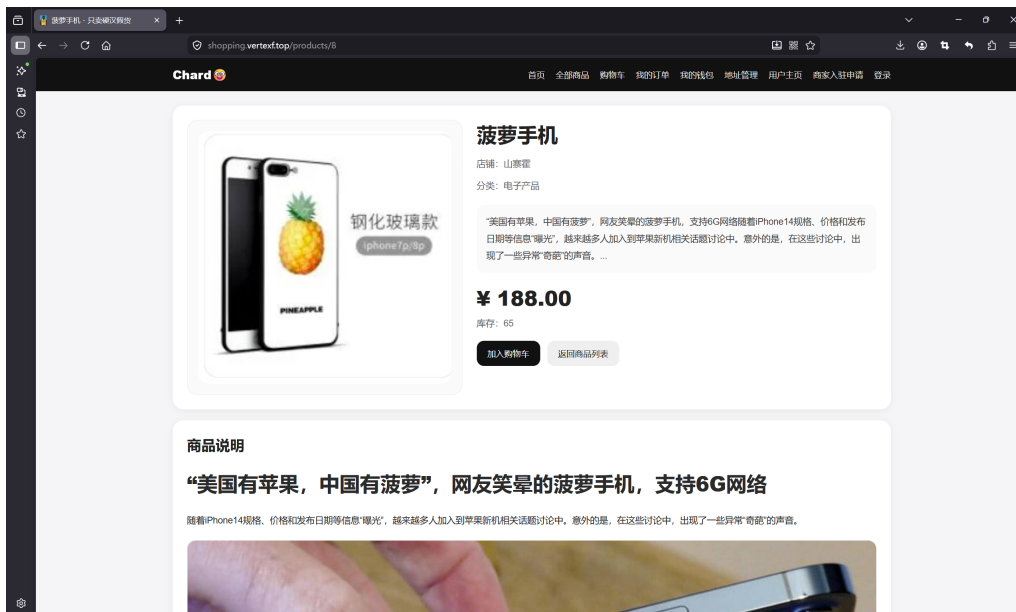 菠萝手机 - 只卖硬汉假货
shopping.vertexf.top/products/8
Chard
首页 全部商品 购物车 我的订单 我的钱包 地址管理 用户主页 商家入驻申请 登录
钢化玻璃款
iphone7p/8p
PINEAPPLE
菠萝手机
店铺：山寨霍
分类：电子产品
“美国有苹果，中国有菠萝”，网友笑晕的菠萝手机，支持6G网络随着iPhone14规格、价格和发布
日期等信息“曝光”，越来越多人加入到苹果新机相关话题讨论中。意外的是，在这些讨论中，出
现了一些异常“奇葩”的声音。...
¥ 188.00
库存：65
加入购物车 返回商品列表
商品说明
“美国有苹果，中国有菠萝”，网友笑晕的菠萝手机，支持6G网络
随着iPhone14规格、价格和发布日期等信息“曝光”，越来越多人加入到苹果新机相关话题讨论中。意外的是，在这些讨论中，出现了一些异常“奇葩”的声音。